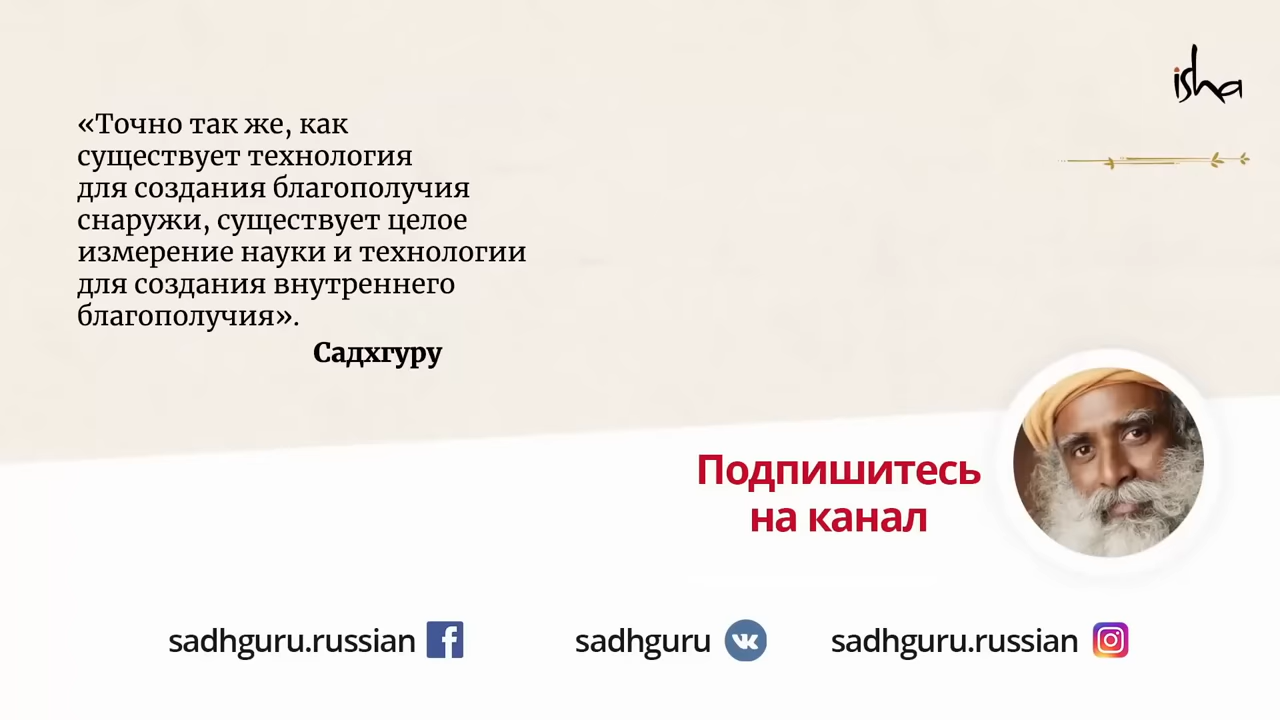 isha
«Точно так же, как
существует технология
для создания благополучия
снаружи, существует целое
измерение науки и технологии
для создания внутреннего
благополучия».
Садхгуру
Подпишитесь
на канал
sadhguru.russian f
sadhguru
sadhguru.russian